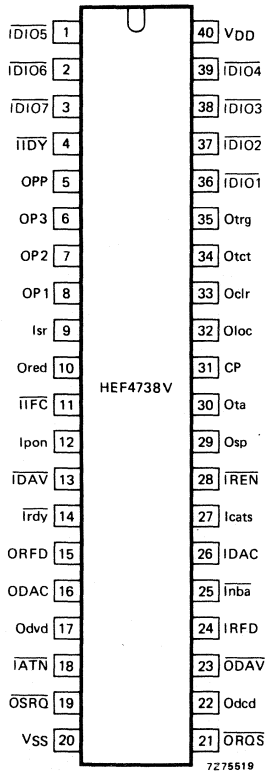 IDIO5 1 40 VDD
IDIO6 2 39 IDIO4
IDIO7 3 38 IDIO3
IIDY 4 37 IDIO2
OPP 5 36 IDIO1
OP3 6 35 Otrg
OP2 7 34 Otct
OP1 8 33 Oclr
Isr 9 32 Oloc
Ored 10 31 CP
HEF4738V
IIFC 11 30 Ota
Ipon 12 29 Osp
IDAV 13 28 IREN
Irdy 14 27 Icats
ORFD 15 26 IDAC
ODAC 16 25 Inba
Odvd 17 24 IRFD
IATN 18 23 ODAV
OSRQ 19 22 Odcd
VSS 20 21 ORQS
7Z75519